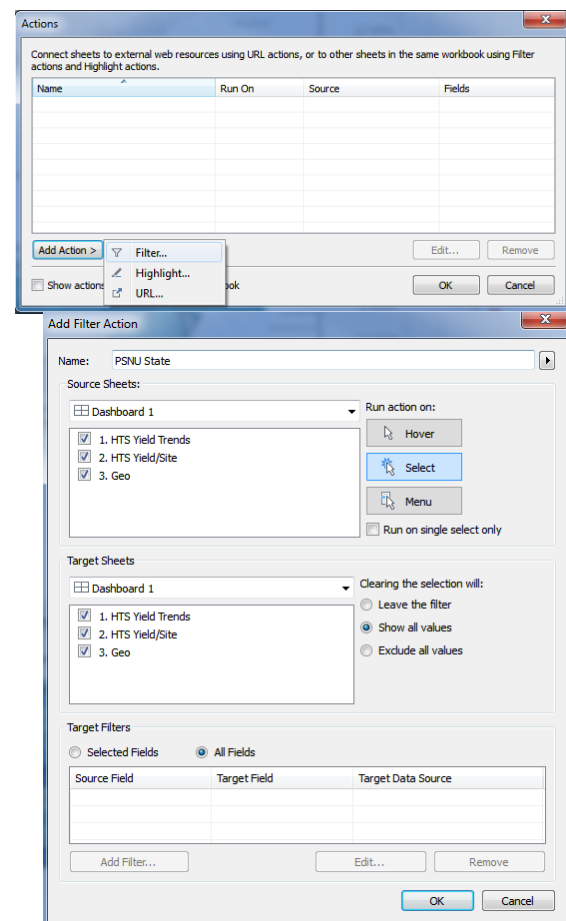 Actions
Connect sheets to external web resources using URL actions, or to other sheets in the same workbook using Filter
actions and Highlight actions.
Name Run On Source Fields
Add Action > Edit... Remove
Filter...
Highlight...
URL...
Show actions ook OK Cancel
Add Filter Action
Name: PSNU State
Source Sheets:
Dashboard 1 Run action on:
1. HTS Yield Trends Hover
2. HTS Yield/Site
3. Geo Select
Menu
Run on single select only
Target Sheets
Dashboard 1 Clearing the selection will:
1. HTS Yield Trends Leave the filter
2. HTS Yield/Site Show all values
3. Geo Exclude all values
Target Filters
Selected Fields All Fields
Source Field Target Field Target Data Source
Add Filter... Edit... Remove
OK Cancel